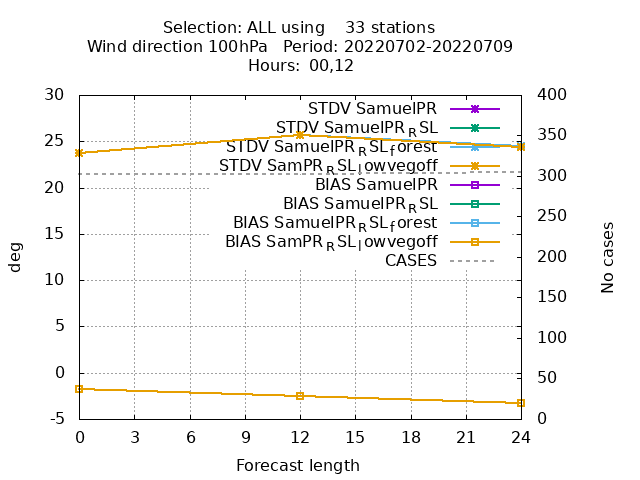 Selection: ALL using    33 stations
Wind direction 100hPa   Period: 20220702-20220709
Hours: 00,12
30
25
20
15
10
5
0
-5
deg
400
350
300
250
200
150
100
50
0
No cases
STDV SamuelPR
STDV SamuelPR_RSL
STDV SamuelPR_RSL_forest
STDV SamPR_RSL_lowvegoff
BIAS SamuelPR
BIAS SamuelPR_RSL
BIAS SamuelPR_RSL_forest
BIAS SamPR_RSL_lowvegoff
CASES
0 3 6 9 12 15 18 21 24
Forecast length